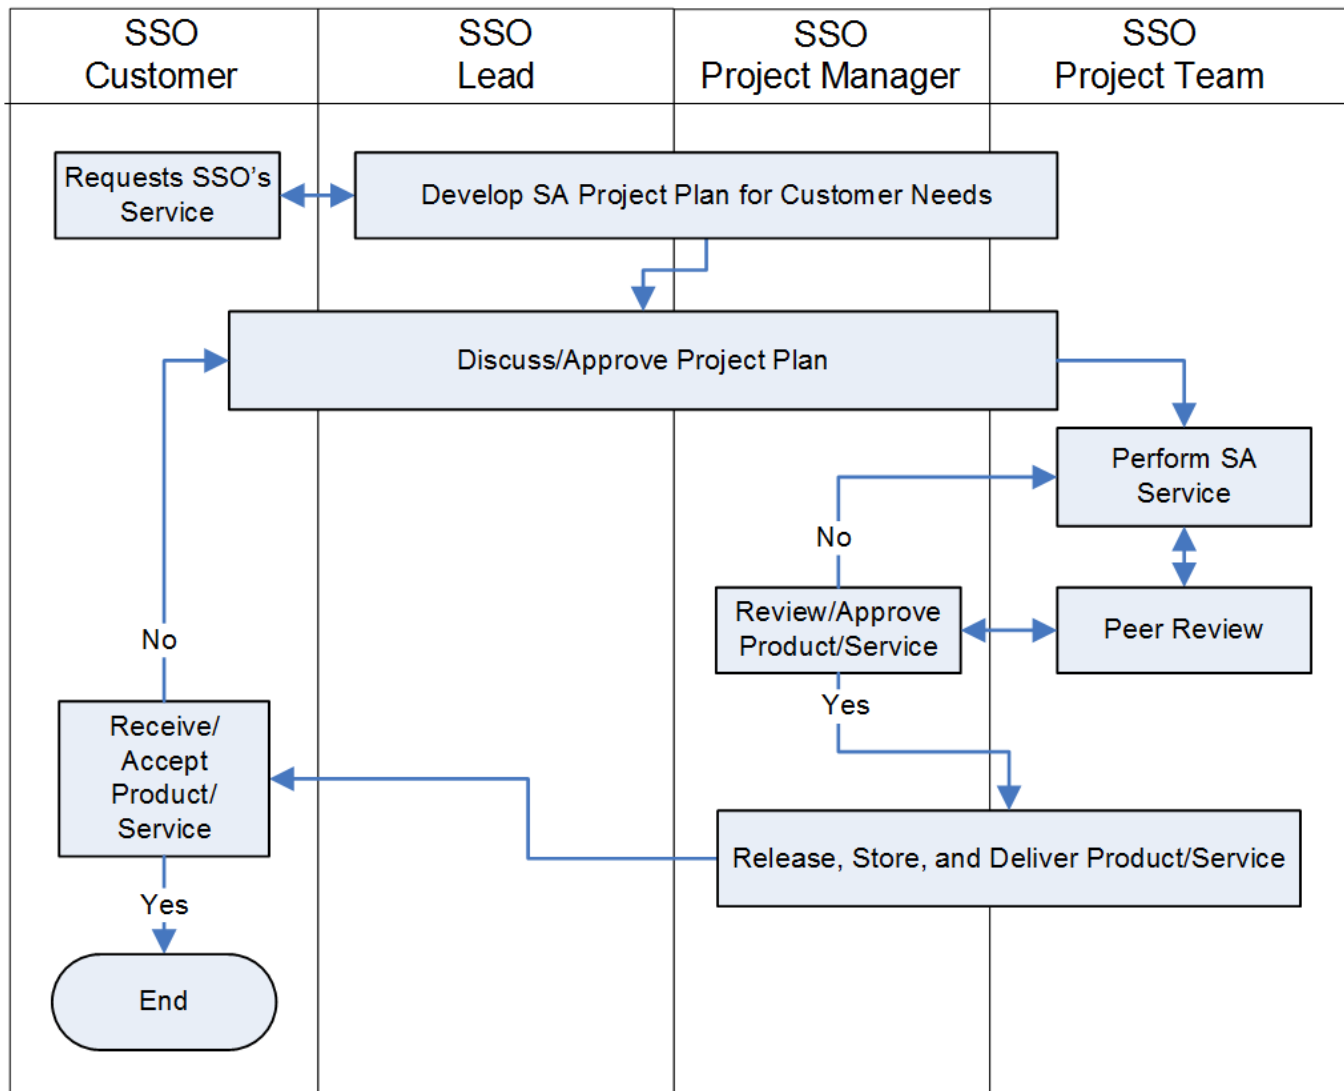 SSO
Customer
SSO
Lead
SSO
Project Manager
SSO
Project Team
Requests SSO's
Service
Develop SA Project Plan for Customer Needs
Discuss/Approve Project Plan
Perform SA
Service
No
Review/Approve
Product/Service
Peer Review
No
Yes
Receive/
Accept
Product/
Service
Release, Store, and Deliver Product/Service
Yes
End